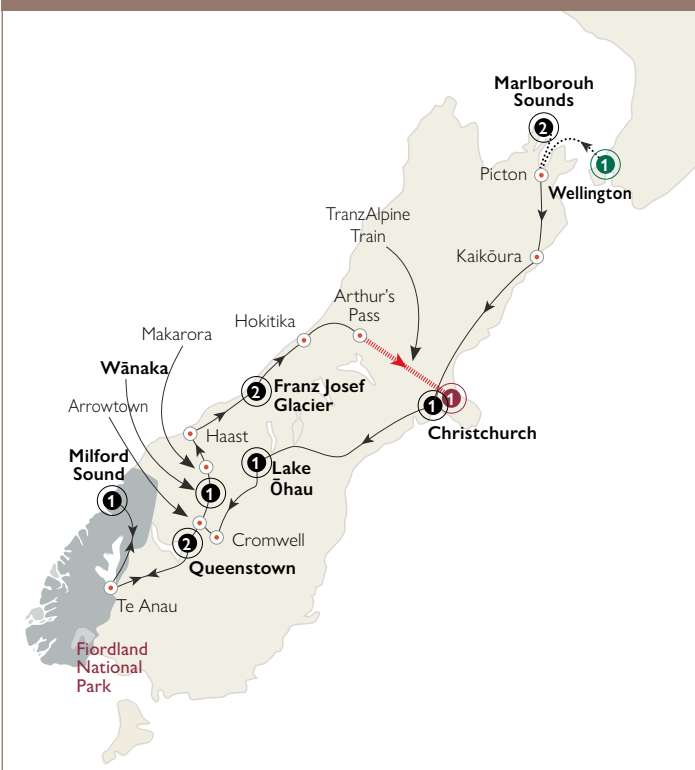 Marlborouh
Sounds
2
1
Picton
Wellington
TranzAlpine
Train
Kaikōura
Arthur's
Pass
Hokitika
Makarora
Wānaka
2
Franz Josef
Glacier
1
1
Arrowtown
Christchurch
Haast
Milford
Sound
1
Lake
Ōhau
1
1
Cromwell
2
Queenstown
Te Anau
Fiordland
National
Park